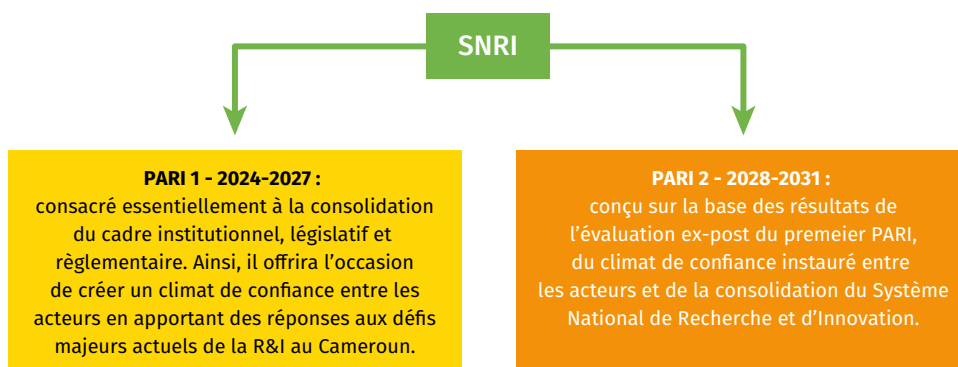 SNRI
PARI 1 - 2024-2027 :
consacré essentiellement à la consolidation
du cadre institutionnel, législatif et
règlementaire. Ainsi, il offrira l’occasion
de créer un climat de confiance entre les
acteurs en apportant des réponses aux défis
majeurs actuels de la R&I au Cameroun.
PARI 2 - 2028-2031 :
conçu sur la base des résultats de
l’évaluation ex-post du premeier PARI,
du climat de confiance instauré entre
les acteurs et de la consolidation du Système
National de Recherche et d’Innovation.